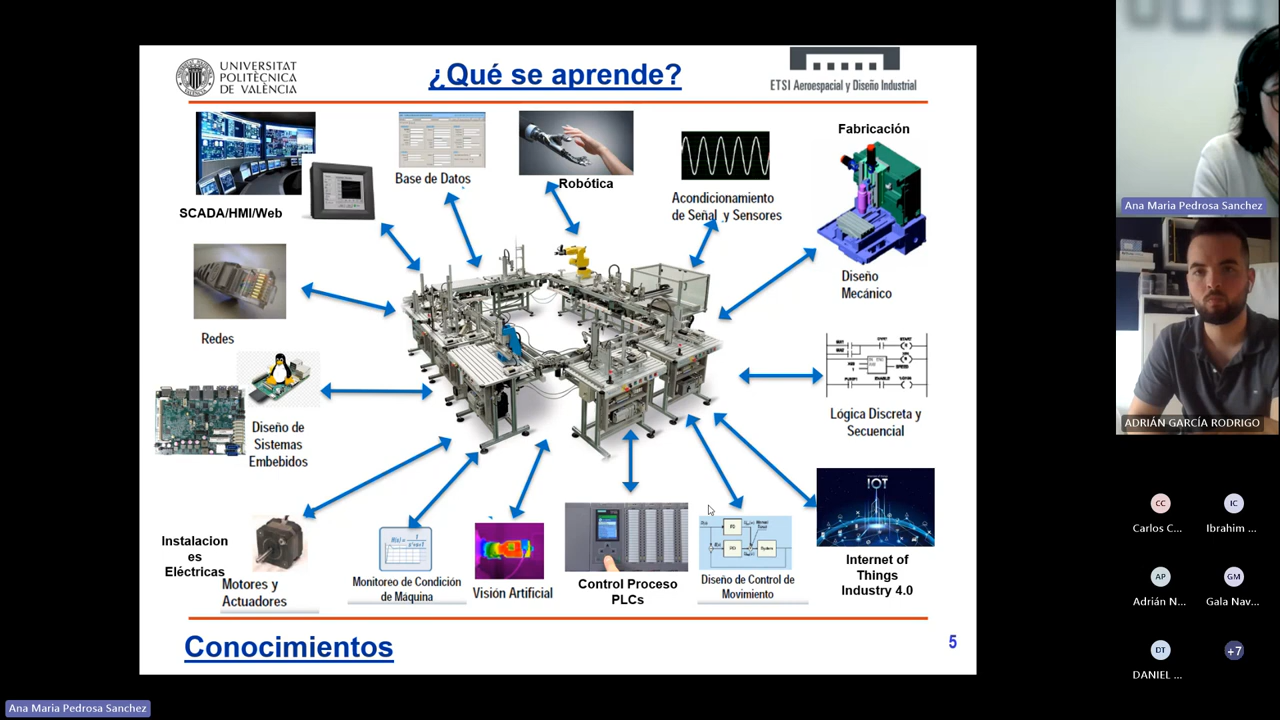 UNIVERSITAT
POLITÈCNICA
DE VALÈNCIA
¿Qué se aprende?
ETSI Aeroespacial y Diseño Industrial
SCADA/HMI/Web
Base de Datos
Robótica
Acondicionamiento
de Señal y Sensores
Fabricación
Diseño
Mecánico
Redes
Diseño de
Sistemas
Embebidos
Lógica Discreta y
Secuencial
IOT
Instalacion
es
Eléctricas
Motores y
Actuadores
Monitoreo de Condición
de Máquina
Visión Artificial
Control Proceso
PLCs
Diseño de Control de
Movimiento
Internet of
Things
Industry 4.0
Conocimientos
5
Ana Maria Pedrosa Sanchez
ADRIÁN GARCÍA RODRIGO
CC
Carlos C...
IC
Ibrahim ...
AP
Adrián N...
GM
Gala Nav...
DT
DANIEL ...
+7
Ana Maria Pedrosa Sanchez